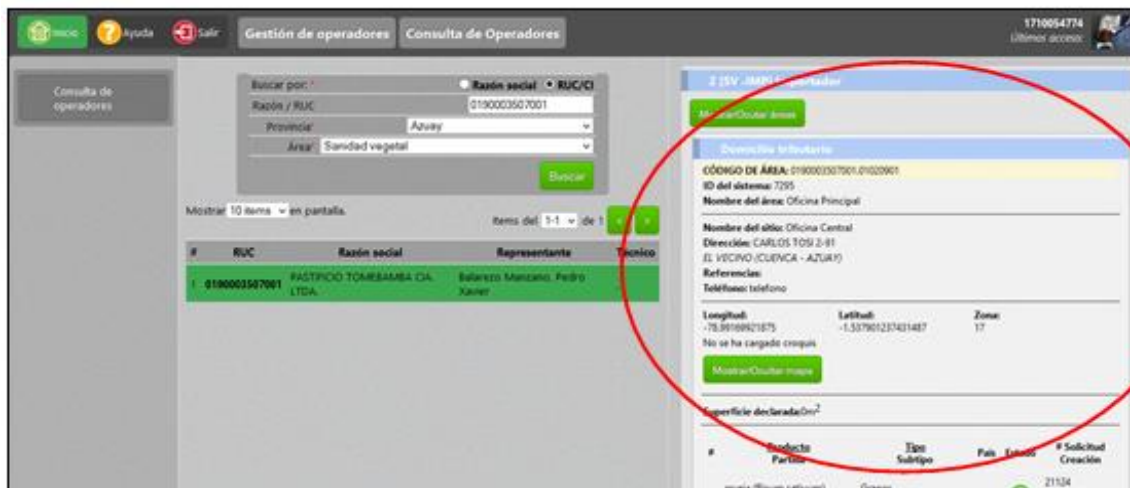 Inicio
Ayuda
Salir
Gestión de operadores
Consulta de Operadores
1710054774
Últimos acceso:
Consulta de
operadores
Buscar por: *
Razón social
RUC/CI
Razón / RUC
0190003507001
Provincia*
Azuay
Área*
Sanidad vegetal
Buscar
Mostrar 10 items en pantalla.
Items del 1-1 de 1
# RUC Razón social Representante Técnico
1 0190003507001 PASTIFICIO TOMEBAMBA CIA. LTDA. Balarezo Manzano, Pedro Xavier
Mostrar/Ocultar áreas
Domicilio tributario
CÓDIGO DE ÁREA: 0190003507001.01020901
ID del sistema: 7295
Nombre del área: Oficina Principal
Nombre del sitio: Oficina Central
Dirección: CARLOS TOSI 2-91
EL VECINO (CUENCA - AZUAY)
Referencias:
Teléfonos: telefono
Longitud: Latitud: Zona:
-78.99169921875 -1.537901237431487 17
No se ha cargado croquis
Mostrar/Ocultar mapa
Superficie declarada:0m2
# Producto Tipo País Estado # Solicitud
Partida Subtipo Creación
21124